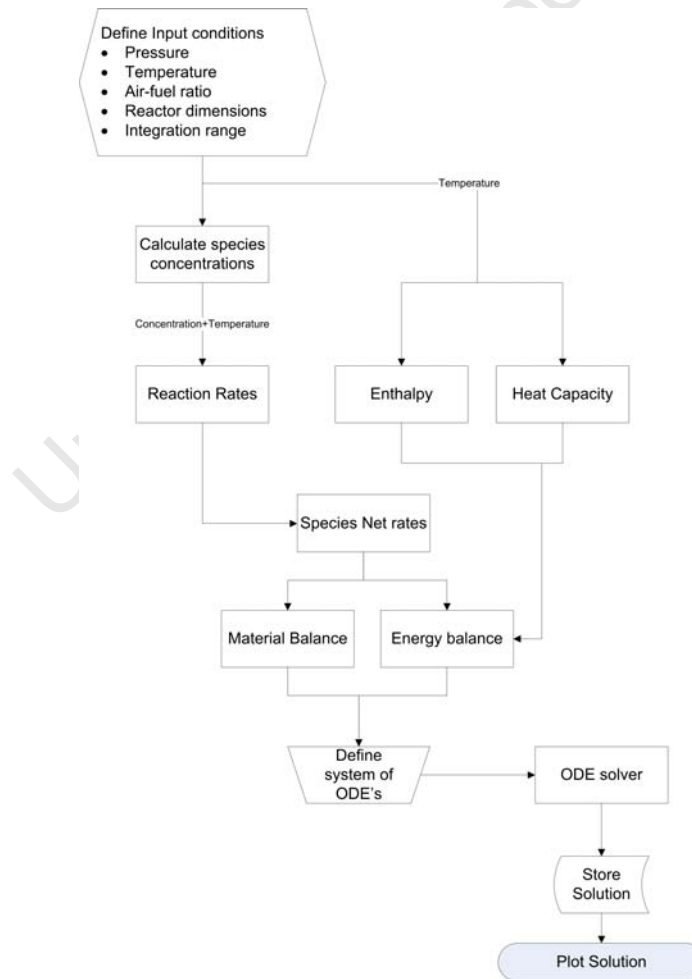 Define Input conditions
• Pressure
• Temperature
• Air-fuel ratio
• Reactor dimensions
• Integration range
Temperature
Calculate species
concentrations
Concentration+Temperature
Reaction Rates
Enthalpy
Heat Capacity
Species Net rates
Material Balance
Energy balance
Define
system of
ODE's
ODE solver
Store
Solution
Plot Solution